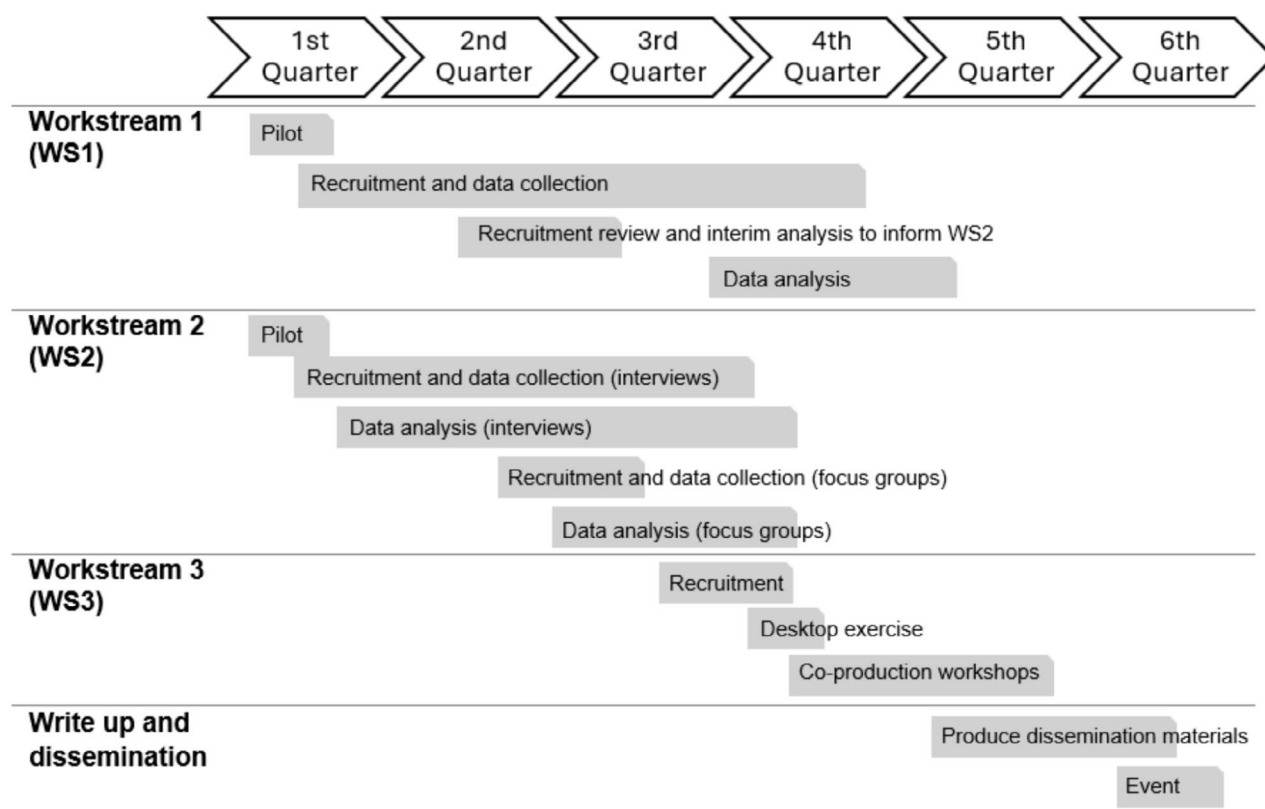 1st
Quarter
2nd
Quarter
3rd
Quarter
4th
Quarter
5th
Quarter
6th
Quarter
Workstream 1
(WS1)
Pilot
Recruitment and data collection
Recruitment review and interim analysis to inform WS2
Data analysis
Workstream 2
(WS2)
Pilot
Recruitment and data collection (interviews)
Data analysis (interviews)
Recruitment and data collection (focus groups)
Data analysis (focus groups)
Workstream 3
(WS3)
Recruitment
Desktop exercise
Co-production workshops
Write up and
dissemination
Produce dissemination materials
Event